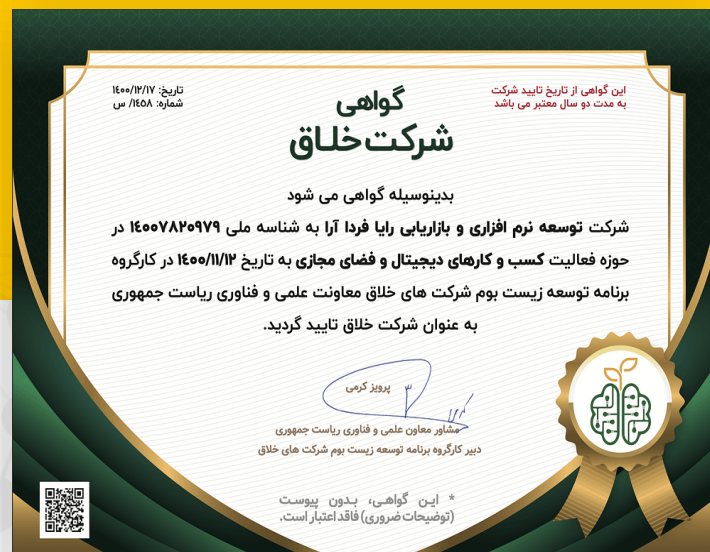 این گواهی از تاریخ تایید شرکت
به مدت دو سال معتبر می باشد
تاریخ: ۱٤۰۰/۱۲/۱۷
شماره: ۱٤۵۸/ س
گواهی
شرکت خلاق
بدینوسیله گواهی می شود
شرکت توسعه نرم افزاری و بازاریابی رایا فردا آرا به شناسه ملی ۱٤۰۰۷۸۲۰۹۷۹ در
حوزه فعالیت کسب و کارهای دیجیتال و فضای مجازی به تاریخ ۱٤۰۰/۱۱/۱۲ در کارگروه
برنامه توسعه زیست بوم شرکت های خلاق معاونت علمی و فناوری ریاست جمهوری
به عنوان شرکت خلاق تایید گردید.
پرویز کرمی
مشاور معاون علمی و فناوری ریاست جمهوری
دبیر کارگروه برنامه توسعه زیست بوم شرکت های خلاق
* این گواهی، بدون پیوست
(توضیحات ضروری) فاقد اعتبار است.